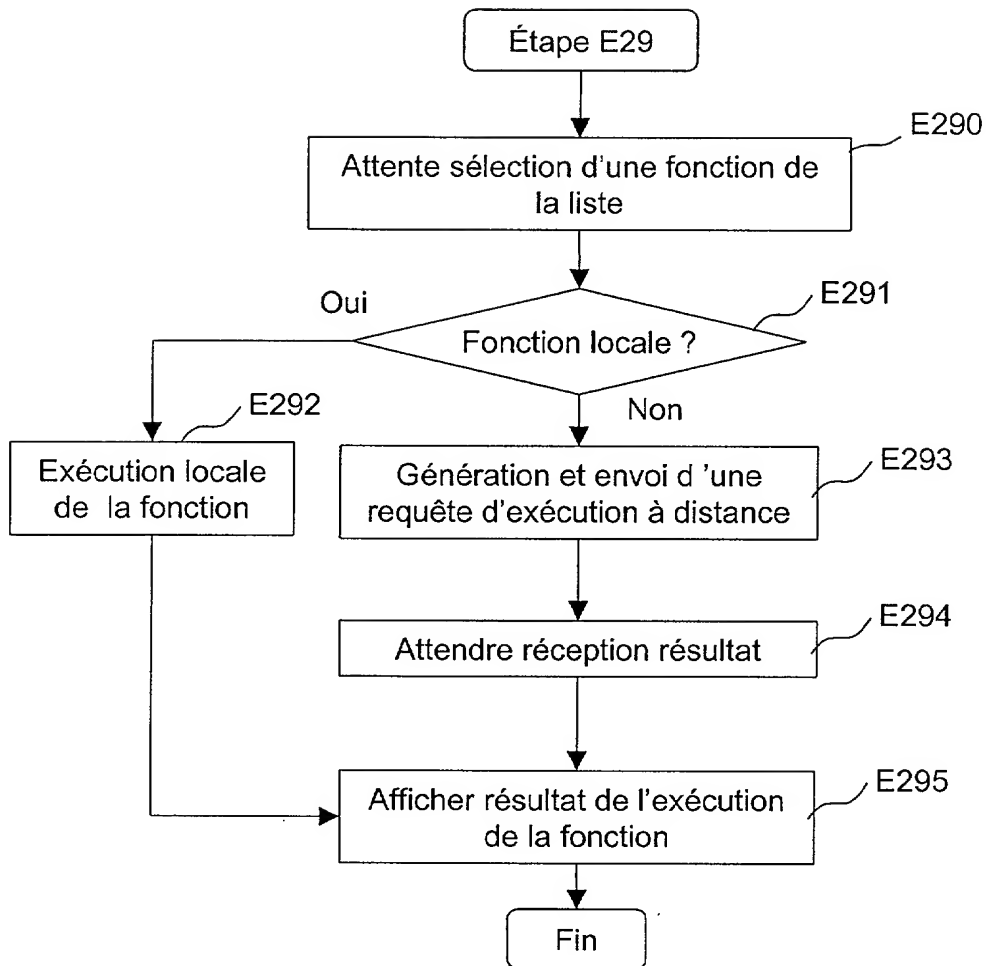 Étape E29
E290
Attente sélection d'une fonction de
la liste
E291
Oui
Fonction locale ?
Non
E292
Exécution locale
de la fonction
E293
Génération et envoi d 'une
requête d'exécution à distance
E294
Attendre réception résultat
E295
Afficher résultat de l'exécution
de la fonction
Fin